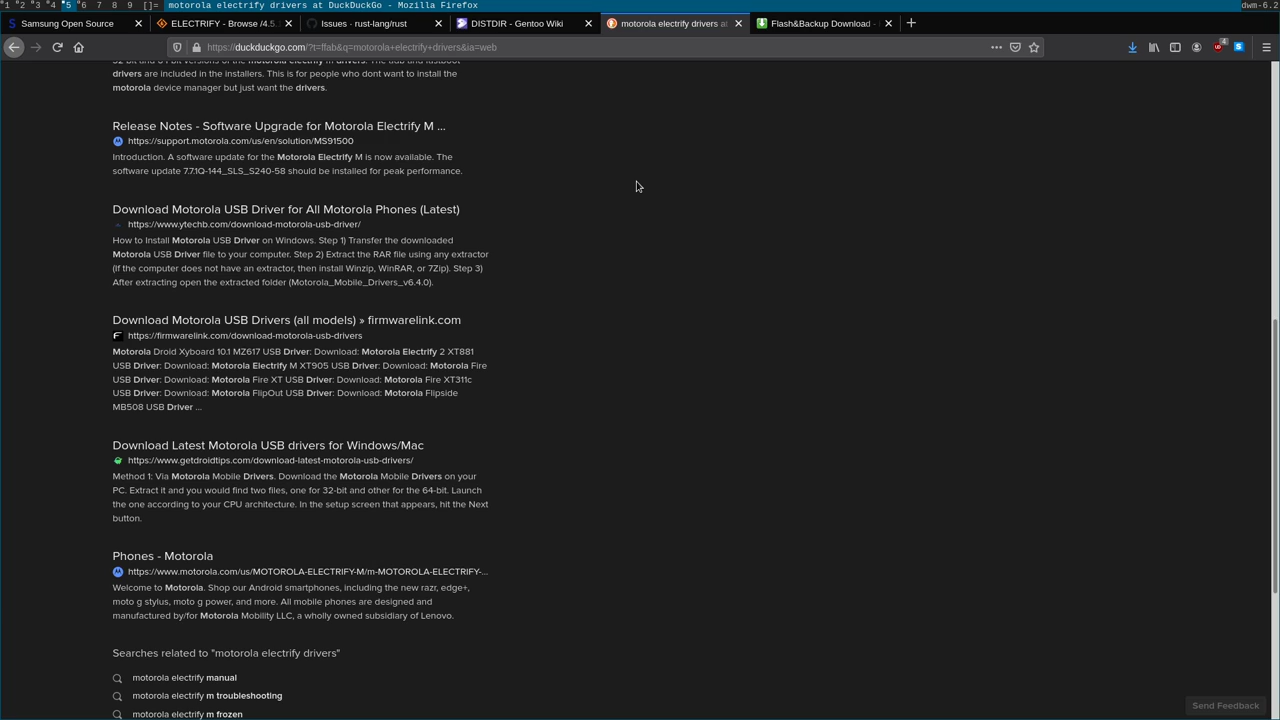 1 2 3 4 5 6 7 8 9 []= motorola electrify drivers at DuckDuckGo - Mozilla Firefox dwm-6.2
Samsung Open Source
ELECTRIFY - Browse /4.5.
Issues · rust-lang/rust
DISTDIR - Gentoo Wiki
motorola electrify drivers at
Flash&Backup Download -
https://duckduckgo.com/?t=ffab&q=motorola+electrify+drivers&ia=web
4
drivers are included in the installers. This is for people who dont want to install the
motorola device manager but just want the drivers.
Release Notes - Software Upgrade for Motorola Electrify M ...
https://support.motorola.com/us/en/solution/MS91500
Introduction. A software update for the Motorola Electrify M is now available. The
software update 7.7.1Q-144_SLS_S240-58 should be installed for peak performance.
Download Motorola USB Driver for All Motorola Phones (Latest)
https://www.ytechb.com/download-motorola-usb-driver/
How to Install Motorola USB Driver on Windows. Step 1) Transfer the downloaded
Motorola USB Driver file to your computer. Step 2) Extract the RAR file using any extractor
(If the computer does not have an extractor, then install Winzip, WinRAR, or 7Zip). Step 3)
After extracting open the extracted folder (Motorola_Mobile_Drivers_v6.4.0).
Download Motorola USB Drivers (all models) » firmwarelink.com
https://firmwarelink.com/download-motorola-usb-drivers
Motorola Droid Xyboard 10.1 MZ617 USB Driver: Download: Motorola Electrify 2 XT881
USB Driver: Download: Motorola Electrify M XT905 USB Driver: Download: Motorola Fire
USB Driver: Download: Motorola Fire XT USB Driver: Download: Motorola Fire XT311c
USB Driver: Download: Motorola FlipOut USB Driver: Download: Motorola Flipside
MB508 USB Driver ...
Download Latest Motorola USB drivers for Windows/Mac
https://www.getdroidtips.com/download-latest-motorola-usb-drivers/
Method 1: Via Motorola Mobile Drivers. Download the Motorola Mobile Drivers on your
PC. Extract it and you would find two files, one for 32-bit and other for the 64-bit. Launch
the one according to your CPU architecture. In the setup screen that appears, hit the Next
button.
Phones - Motorola
https://www.motorola.com/us/MOTOROLA-ELECTRIFY-M/m-MOTOROLA-ELECTRIFY-...
Welcome to Motorola. Shop our Android smartphones, including the new razr, edge+,
moto g stylus, moto g power, and more. All mobile phones are designed and
manufactured by/for Motorola Mobility LLC, a wholly owned subsidiary of Lenovo.
Searches related to "motorola electrify drivers"
motorola electrify manual
motorola electrify m troubleshooting
motorola electrify m frozen
Send Feedback